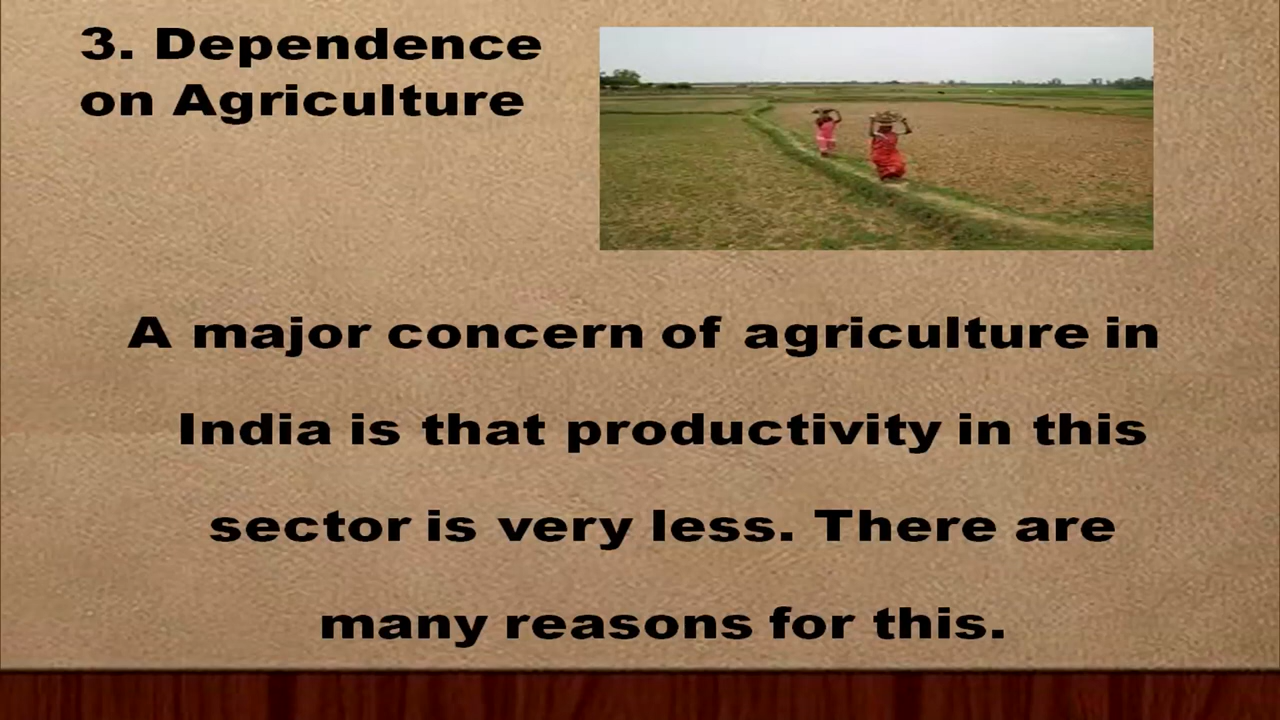 3. Dependence
on Agriculture
A major concern of agriculture in
India is that productivity in this
sector is very less. There are
many reasons for this.